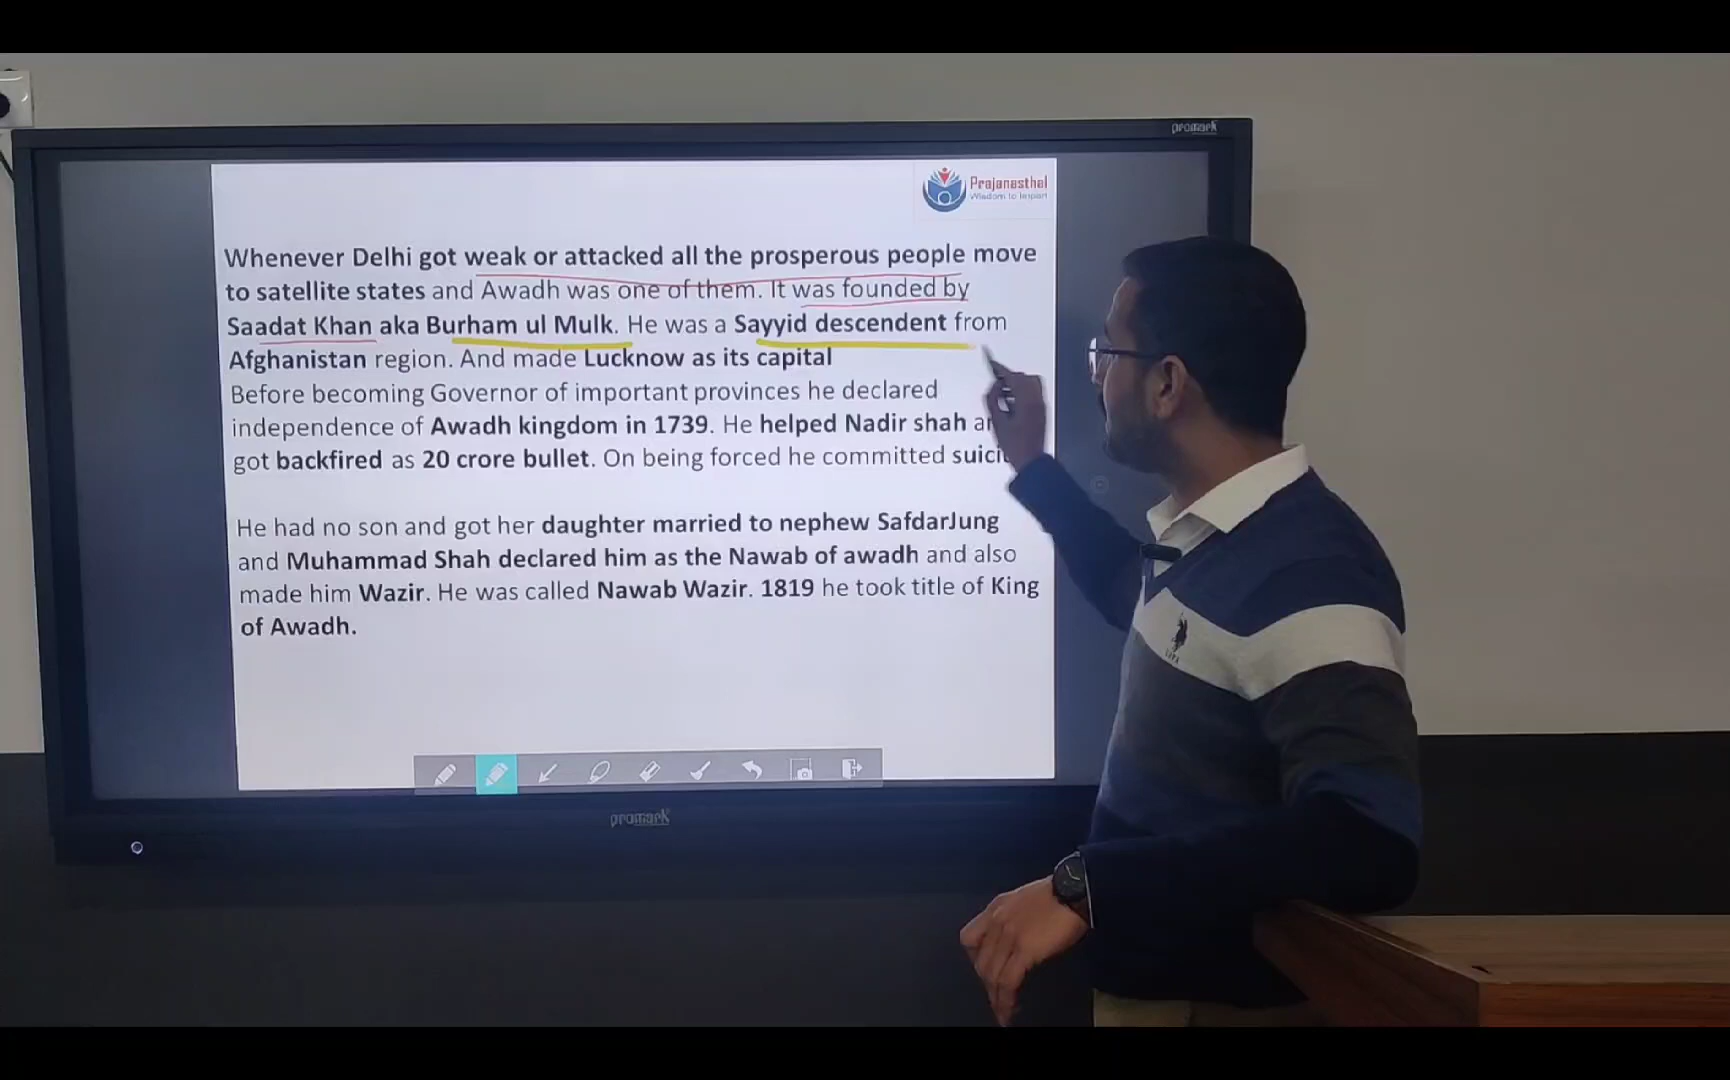 promark
Prajanasthal
Wisdom to Impart
Whenever Delhi got weak or attacked all the prosperous people move
to satellite states and Awadh was one of them. It was founded by
Saadat Khan aka Burham ul Mulk. He was a Sayyid descendent from
Afghanistan region. And made Lucknow as its capital
Before becoming Governor of important provinces he declared
independence of Awadh kingdom in 1739. He helped Nadir shah
got backfired as 20 crore bullet. On being forced he committed
He had no son and got her daughter married to nephew SafdarJung
and Muhammad Shah declared him as the Nawab of awadh and also
made him Wazir. He was called Nawab Wazir. 1819 he took title of King
of Awadh.
promark